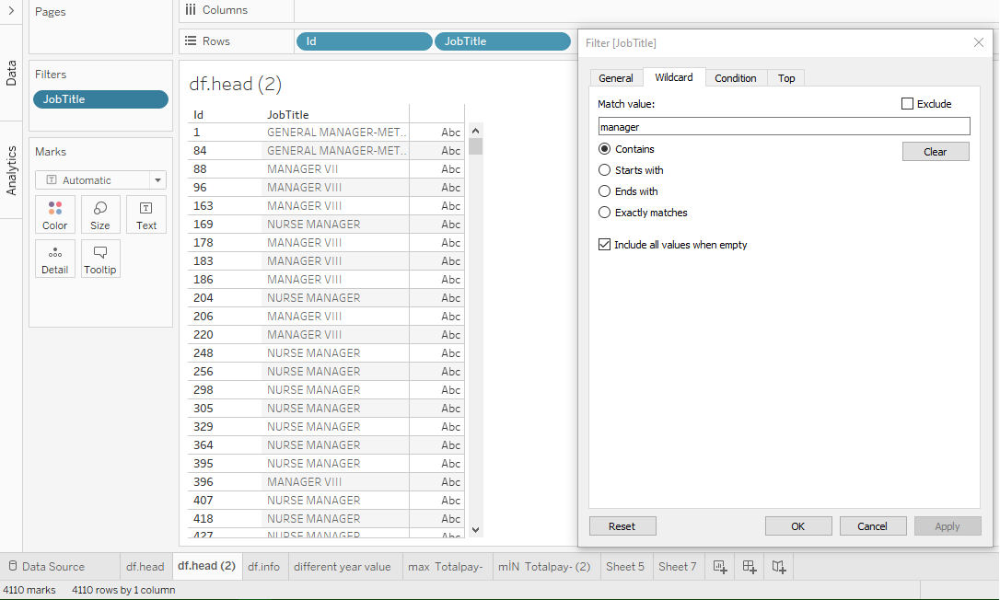 Pages
Columns
Rows
Id
JobTitle
Data
Analytics
Filters
JobTitle
Marks
Automatic
Color
Size
Text
Detail
Tooltip
df.head (2)
Id JobTitle
1 GENERAL MANAGER-MET.. Abc
84 GENERAL MANAGER-MET.. Abc
88 MANAGER VII Abc
96 MANAGER VIII Abc
163 MANAGER VIII Abc
169 NURSE MANAGER Abc
178 MANAGER VIII Abc
183 MANAGER VIII Abc
186 MANAGER VIII Abc
204 NURSE MANAGER Abc
206 MANAGER VIII Abc
220 MANAGER VIII Abc
248 NURSE MANAGER Abc
256 NURSE MANAGER Abc
298 NURSE MANAGER Abc
305 NURSE MANAGER Abc
329 NURSE MANAGER Abc
364 NURSE MANAGER Abc
395 NURSE MANAGER Abc
396 MANAGER VIII Abc
407 NURSE MANAGER Abc
418 NURSE MANAGER Abc
427 NURSE MANAGER Abc
Filter [JobTitle]
General Wildcard Condition Top
Match value:
Exclude
manager
Contains
Clear
Starts with
Ends with
Exactly matches
Include all values when empty
Reset OK Cancel Apply
Data Source df.head df.head (2) df.info different year value max Totalpay- mİN Totalpay- (2) Sheet 5 Sheet 7
4110 marks 4110 rows by 1 column